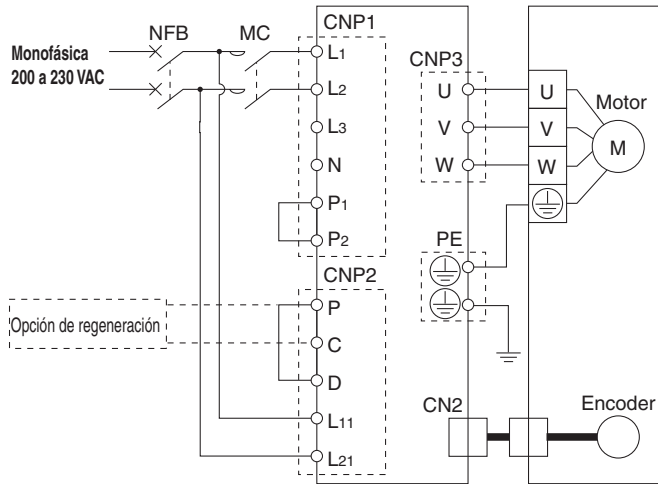 CNP1
NFB
MC
Monofásica
200 a 230 VAC
L1
L2
L3
N
P1
P2
CNP3
U
V
W
U
V
W
Motor
M
PE
CNP2
Opción de regeneración
P
C
D
L11
L21
CN2
Encoder